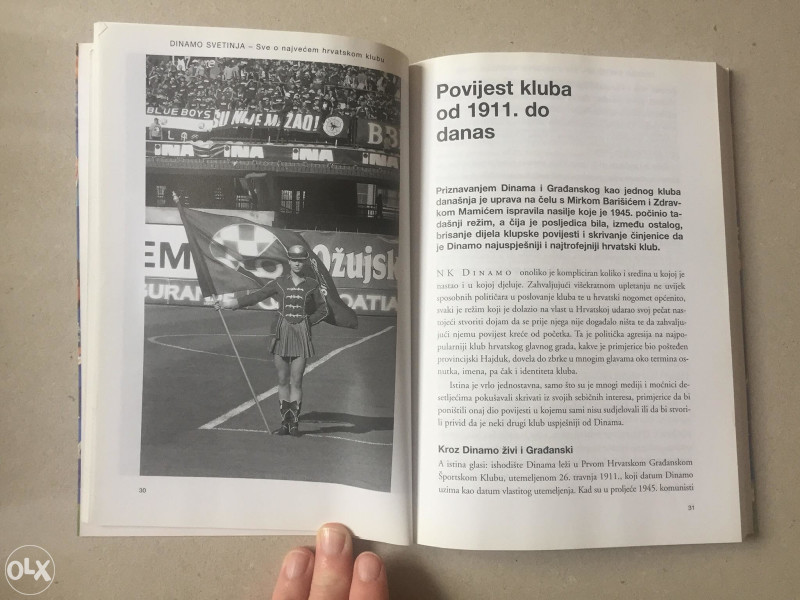 DINAMO SVETINJA – Sve o najvećem hrvatskom klubu
BLUE BOYS
SU NIJE MI ŽAO!
INA INA INA
Ožujsko
30
Povijest kluba
od 1911. do
danas
Priznavanjem Dinama i Građanskog kao jednog kluba
današnja je uprava na čelu s Mirkom Barišićem i Zdrav-
kom Mamićem ispravila nasilje koje je 1945. počinio ta-
dašnji režim, a čija je posljedica bila, između ostalog,
brisanje dijela klupske povijesti i skrivanje činjenice da
je Dinamo najuspješniji i najtrofejniji hrvatski klub.
NK DINAMO onoliko je kompliciran koliko i sredina u kojoj je
nastao i u kojoj djeluje. Zahvaljujući višekratnom upletanju ne uvijek
sposobnih političara u poslovanje kluba te u hrvatski nogomet općenito,
svaki je režim koji je dolazio na vlast u Hrvatskoj udarao svoj pečat nas-
tojeći stvoriti dojam da se prije njega nije događalo ništa te da zahvalju-
jući njemu povijest kreće od početka. Ta je politička agresija na najpo-
pularniji klub hrvatskog glavnog grada, kakve je primjerice bio pošteđen
provincijski Hajduk, dovela do zbrke u mnogim glavama oko termina os-
nutka, imena, pa čak i identiteta kluba.
Istina je vrlo jednostavna, samo što su je mnogi mediji i moćnici de-
setljećima pokušavali skrivati iz svojih sebičnih interesa, primjerice da bi
poništili onaj dio povijesti u kojemu sami nisu sudjelovali ili da bi stvori-
li privid da je neki drugi klub uspješniji od Dinama.
Kroz Dinamo živi i Građanski
A istina glasi: ishodište Dinama leži u Prvom Hrvatskom Građanskom
Športskom Klubu, utemeljenom 26. travnja 1911., koji datum Dinamo
uzima kao datum vlastitog utemeljenja. Kad su u proljeće 1945. komunisti
31
OLX